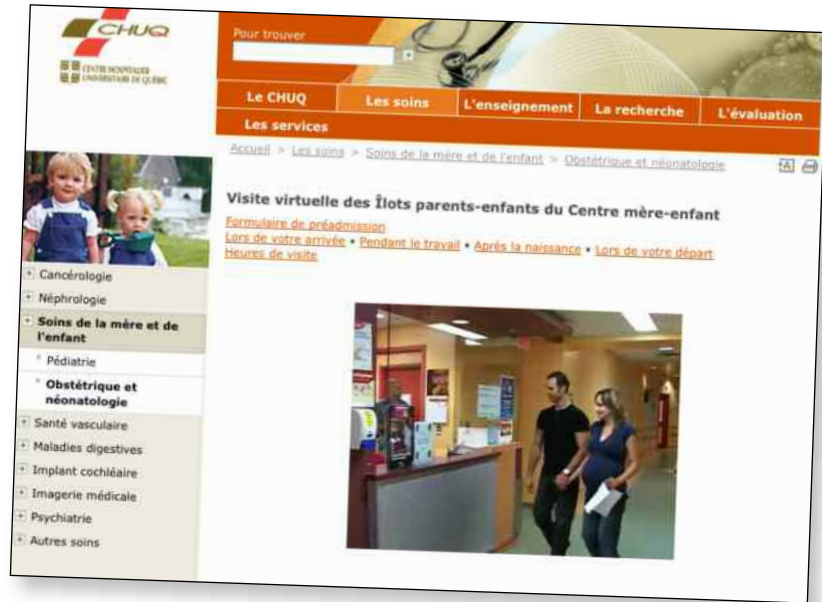 CHUQ
CENTRE HOSPITALIER
UNIVERSITAIRE DE QUÉBEC
Pour trouver
Le CHUQ
Les soins
L'enseignement
La recherche
L'évaluation
Les services
Accueil > Les soins > Soins de la mère et de l'enfant > Obstétrique et néonatologie
A
Visite virtuelle des Îlots parents-enfants du Centre mère-enfant
Formulaire de préadmission
Lors de votre arrivée • Pendant le travail • Après la naissance • Lors de votre départ
Heures de visite
Cancérologie
Néphrologie
Soins de la mère et de
l'enfant
Pédiatrie
Obstétrique et
néonatologie
Santé vasculaire
Maladies digestives
Implant cochléaire
Imagerie médicale
Psychiatrie
Autres soins